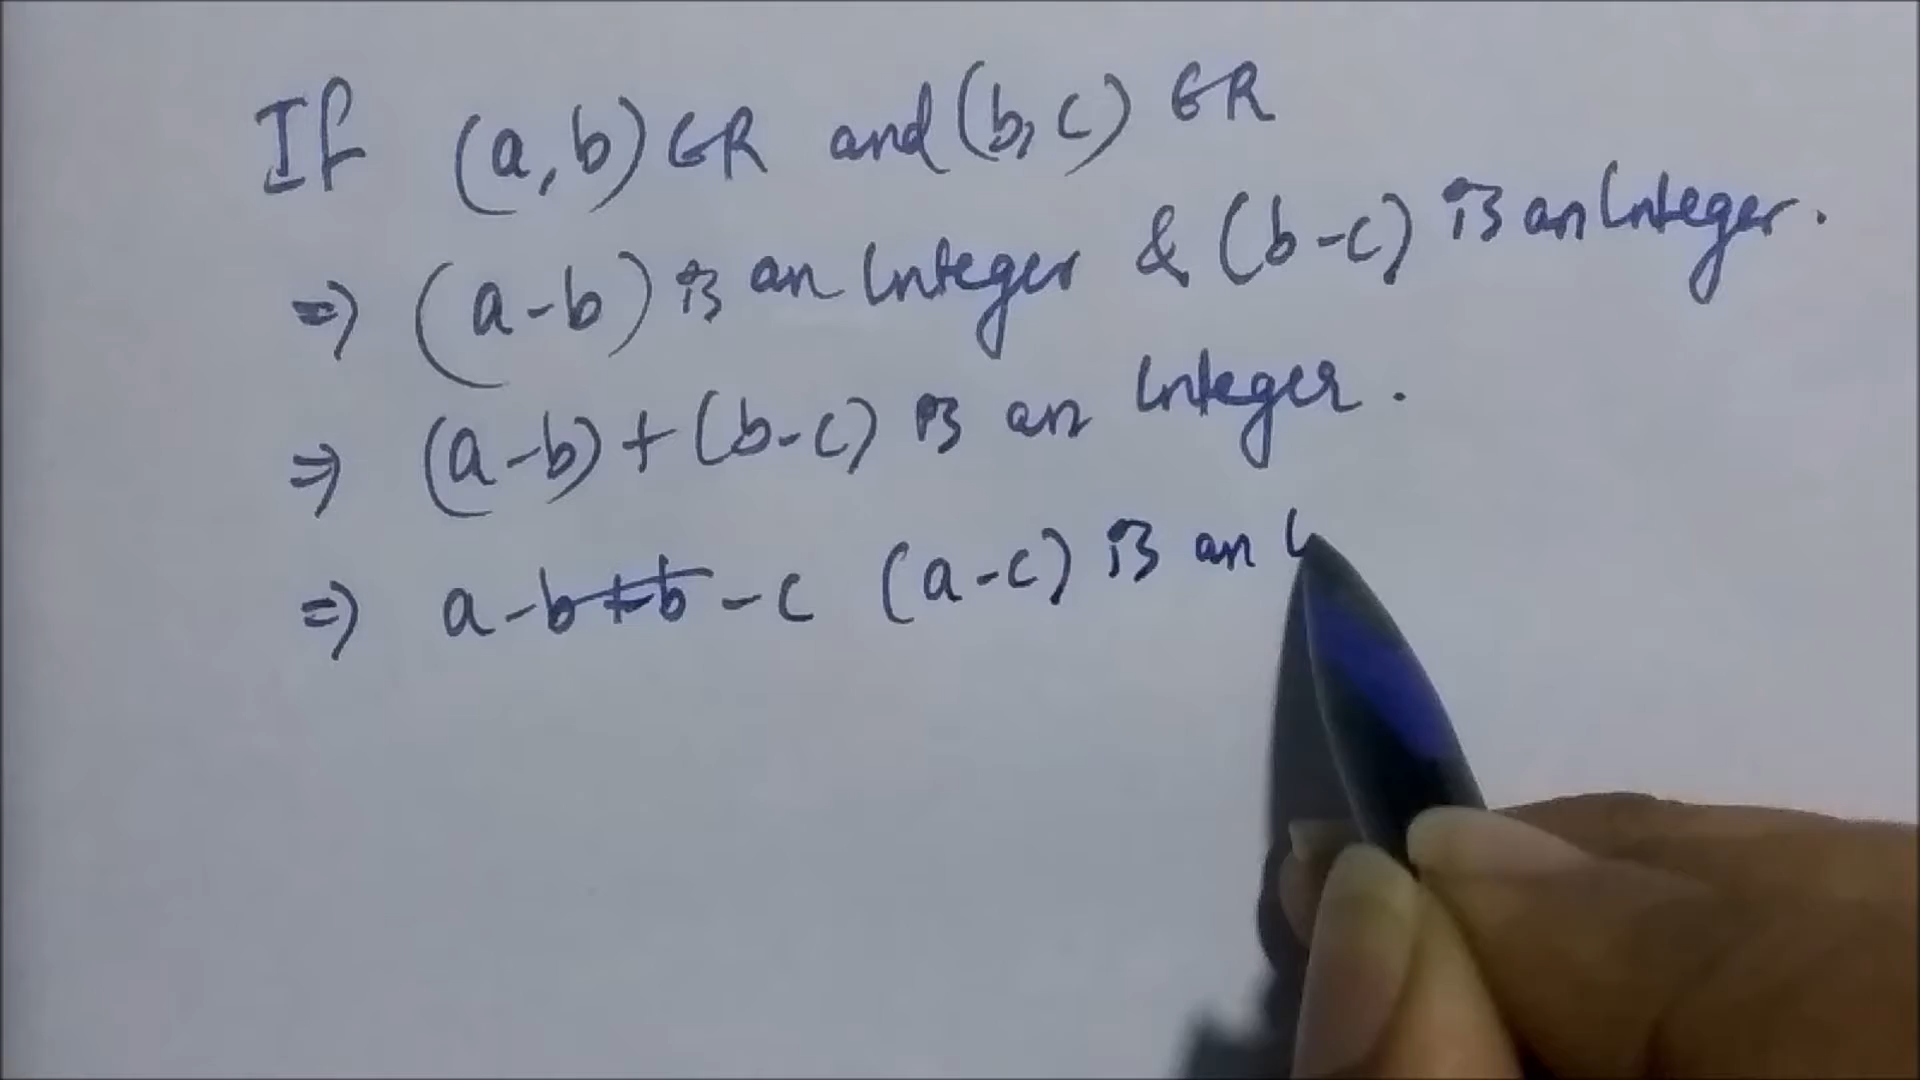 If (a,b) ∈R and (b,c) ∈R
⇒ (a-b) is an Integer & (b-c) is an Integer.
⇒ (a-b)+(b-c) is an Integer.
⇒ a-b+b-c (a-c) is an